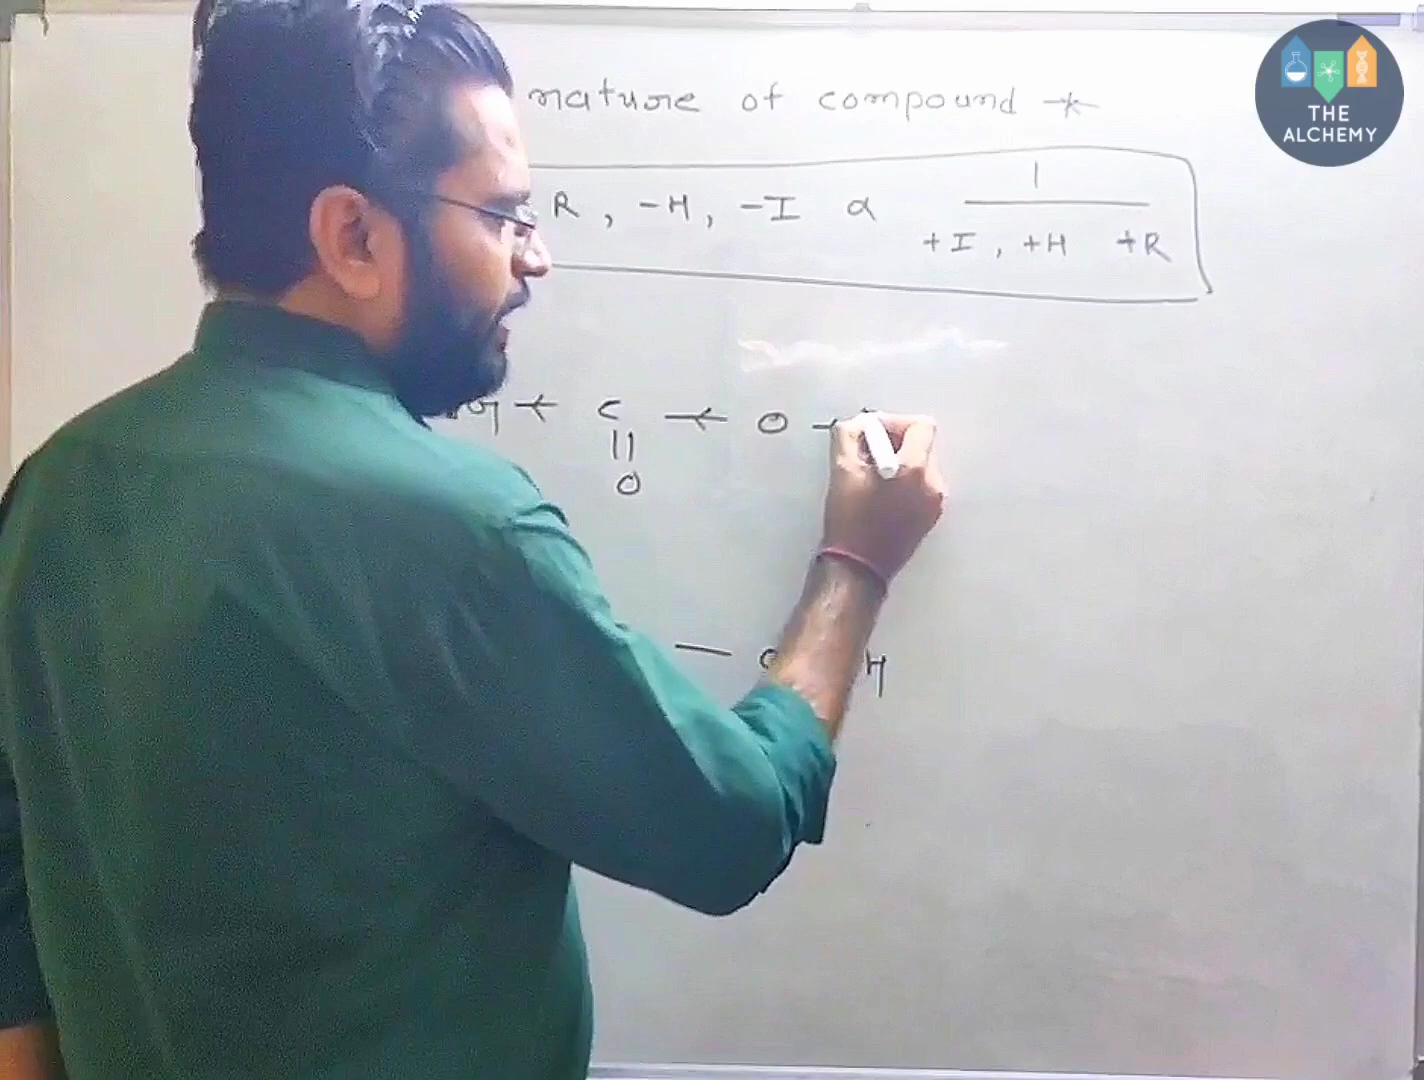 nature of compound
THE
ALCHEMY
R , -H, -I α 1
+I , +H +R
C O
O
H